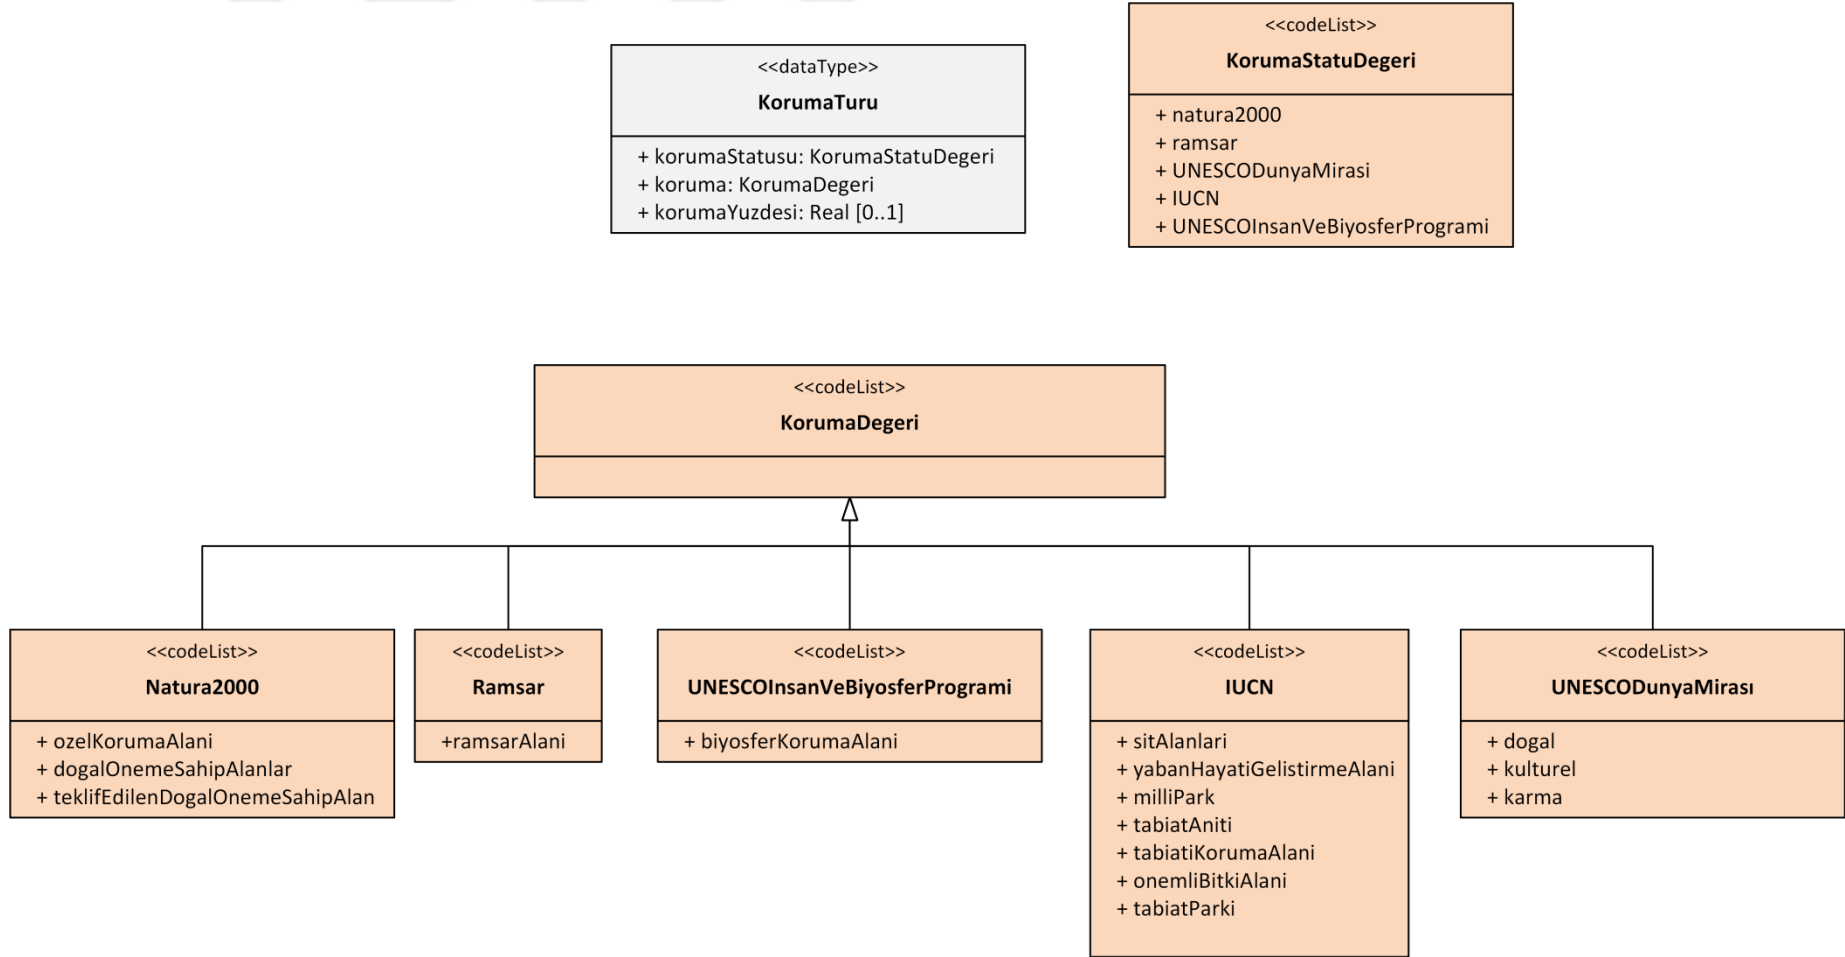 <<dataType>>
KorumaTuru
+ korumaStatusu: KorumaStatuDegeri
+ koruma: KorumaDegeri
+ korumaYuzdesi: Real [0..1]
<<codeList>>
KorumaStatuDegeri
+ natura2000
+ ramsar
+ UNESCODunyaMirasi
+ IUCN
+ UNESCOInsanVeBiyosferProgrami
<<codeList>>
KorumaDegeri
<<codeList>>
Natura2000
+ ozelKorumaAlani
+ dogalOnemeSahipAlanlar
+ teklifEdilenDogalOnemeSahipAlan
<<codeList>>
Ramsar
+ramsarAlani
<<codeList>>
UNESCOInsanVeBiyosferProgrami
+ biyosferKorumaAlani
<<codeList>>
IUCN
+ sitAlanlari
+ yabanHayatiGelistirmeAlani
+ milliPark
+ tabiatAniti
+ tabiatiKorumaAlani
+ onemliBitkiAlani
+ tabiatParki
<<codeList>>
UNESCODunyaMirası
+ dogal
+ kulturel
+ karma